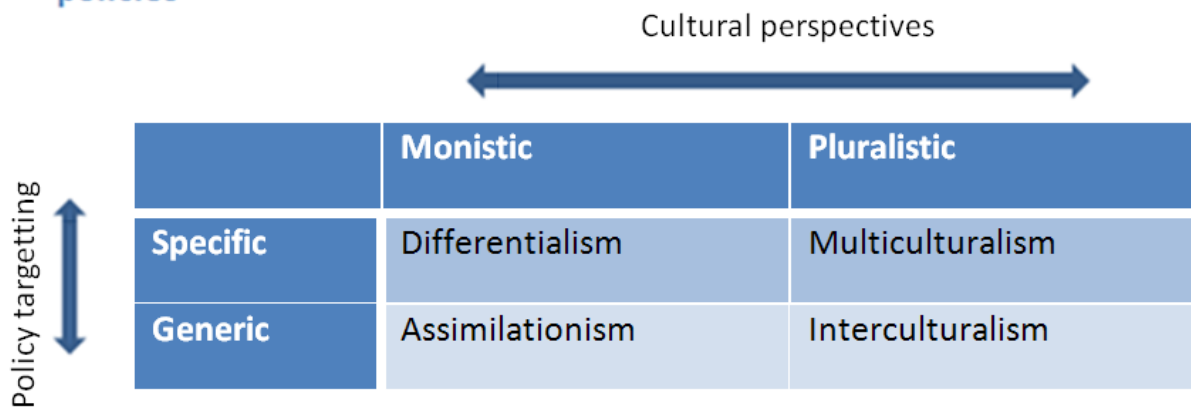 Cultural perspectives
Monistic Pluralistic
Policy targetting
Specific Differentialism Multiculturalism
Generic Assimilationism Interculturalism